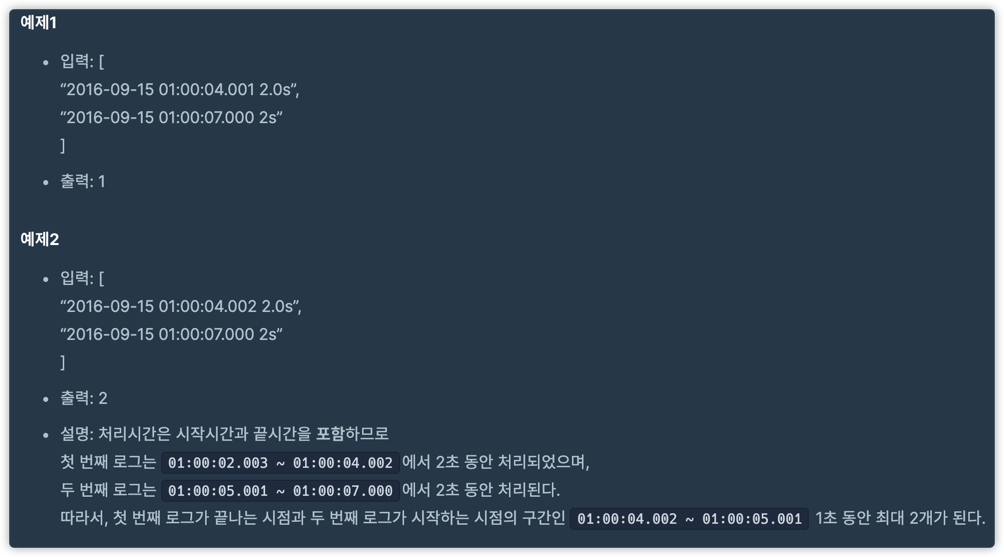 예제1
• 입력: [
“2016-09-15 01:00:04.001 2.0s”,
“2016-09-15 01:00:07.000 2s”
]
• 출력: 1
예제2
• 입력: [
“2016-09-15 01:00:04.002 2.0s”,
“2016-09-15 01:00:07.000 2s”
]
• 출력: 2
• 설명: 처리시간은 시작시간과 끝시간을 포함하므로
첫 번째 로그는 01:00:02.003 ~ 01:00:04.002 에서 2초 동안 처리되었으며,
두 번째 로그는 01:00:05.001 ~ 01:00:07.000 에서 2초 동안 처리된다.
따라서, 첫 번째 로그가 끝나는 시점과 두 번째 로그가 시작하는 시점의 구간인 01:00:04.002 ~ 01:00:05.001 1초 동안 최대 2개가 된다.